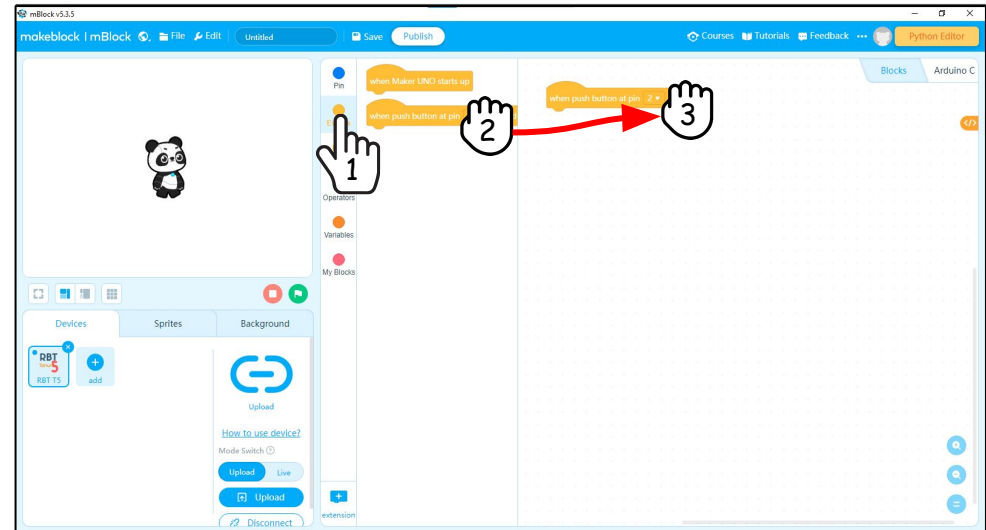 mBlock v5.3.5
makeblock | mBlock File Edit Untitled Save Publish Courses Tutorials Feedback Python Editor
Blocks Arduino C
Pin
when Maker UNO starts up
when push button at pin
when push button at pin 2
1
2
3
Operators
Variables
My Blocks
Devices Sprites Background
RBT
5
RBT T5
add
Upload
How to use device?
Mode Switch
Upload Live
Upload
Disconnect
extension